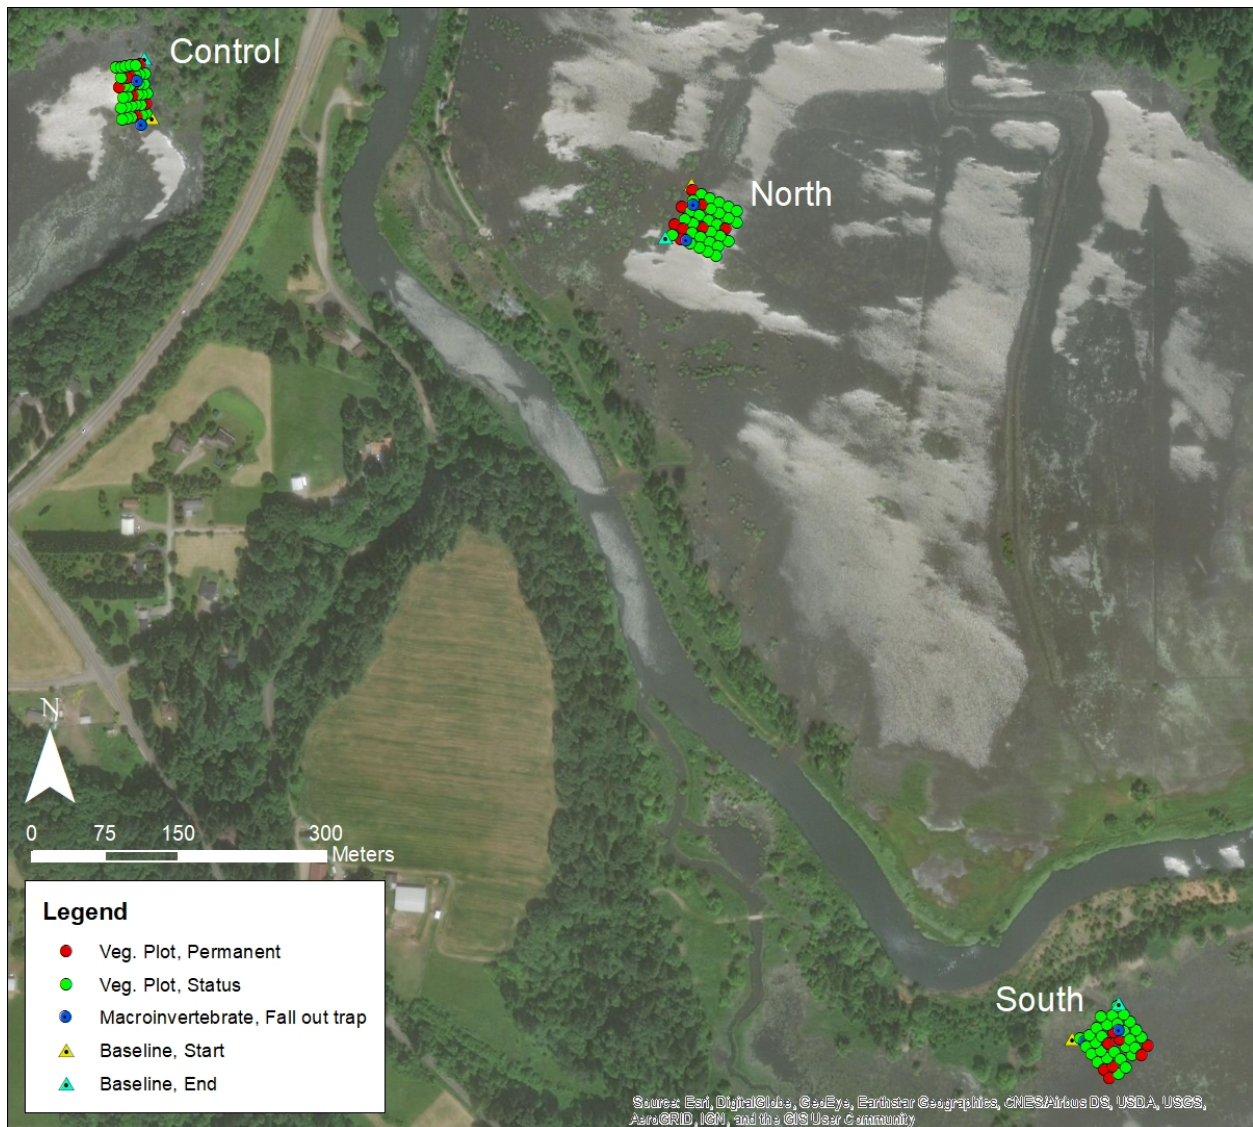 Control
North
N
0 75 150 300
Meters
Legend
Veg. Plot, Permanent
Veg. Plot, Status
Macroinvertebrate, Fall out trap
Baseline, Start
Baseline, End
South
Source: Esri, DigitalGlobe, GeoEye, Earthstar Geographics, CNES/Airbus DS, USDA, USGS,
AeroGRID, IGN, and the GIS User Community